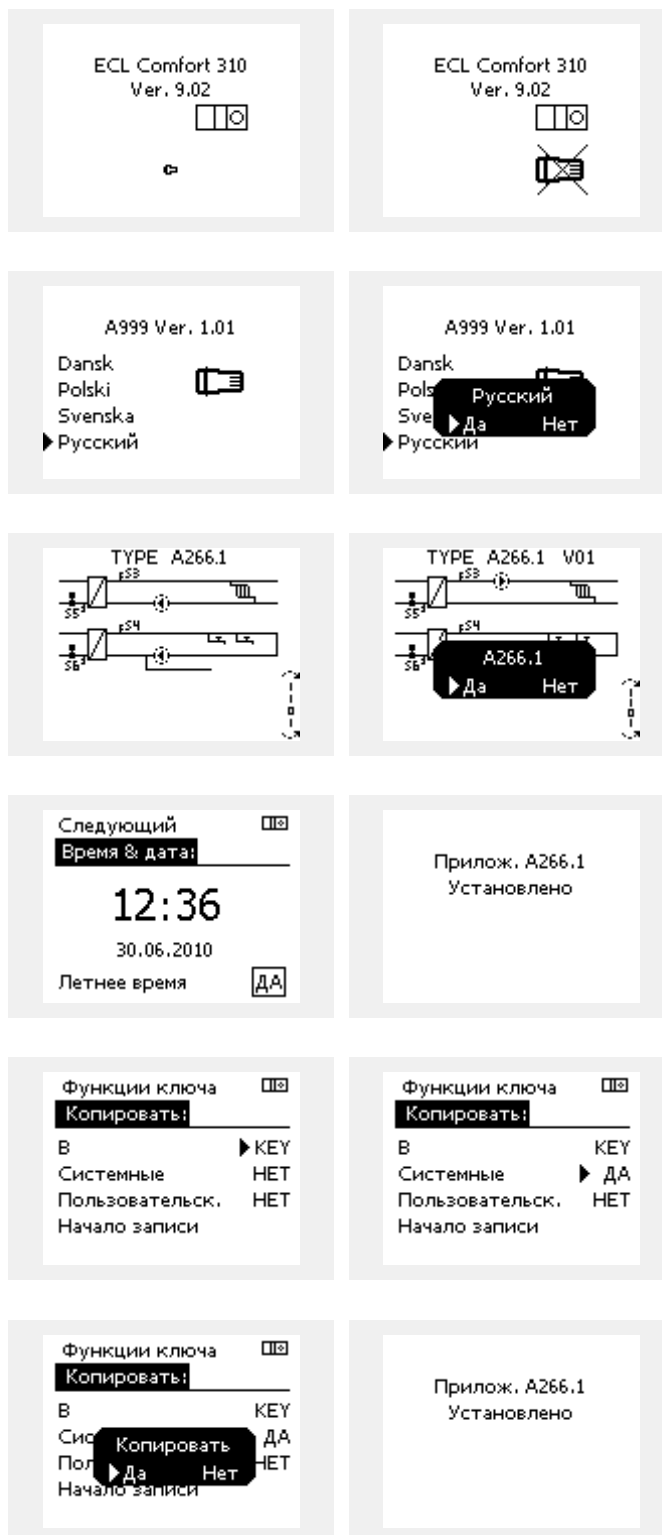 ECL Comfort 310
Ver. 9.02
ECL Comfort 310
Ver. 9.02
A999 Ver. 1.01
Dansk
Polski
Svenska
Русский
A999 Ver. 1.01
Dansk
Pols
Sve
Русский
Русский
Да Нет
TYPE A266.1
S3
S5
S4
S6
TYPE A266.1 V01
S3
S5
S4
S6
A266.1
Да Нет
Следующий
Время & дата:
12:36
30.06.2010
Летнее время ДА
Прилож. A266.1
Установлено
Функции ключа
Копировать:
В KEY
Системные НЕТ
Пользовательск. НЕТ
Начало записи
Функции ключа
Копировать:
В KEY
Системные ДА
Пользовательск. НЕТ
Начало записи
Функции ключа
Копировать:
В KEY
Сис ДА
Пол НЕТ
Копировать
Да Нет
Начало записи
Прилож. A266.1
Установлено